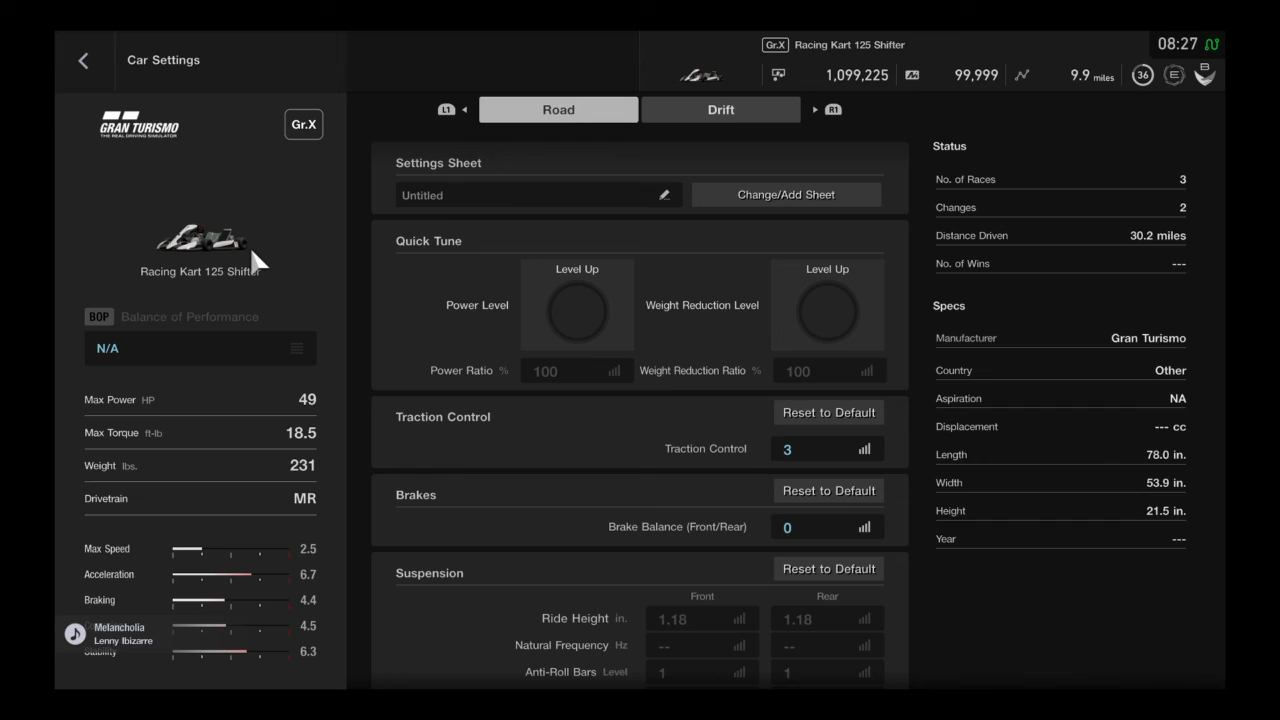 Car Settings
Gr.X Racing Kart 125 Shifter
08:27
1,099,225
99,999
9.9 miles
36
E
B
GRAN TURISMO
THE REAL DRIVING SIMULATOR
Gr.X
Racing Kart 125 Shifter
BOP Balance of Performance
N/A
Max Power HP 49
Max Torque ft-lb 18.5
Weight lbs. 231
Drivetrain MR
Max Speed 2.5
Acceleration 6.7
Braking 4.4
4.5
Stability 6.3
Melancholia
Lenny Ibizarre
L1 Road Drift R1
Settings Sheet
Untitled Change/Add Sheet
Quick Tune
Level Up Level Up
Power Level Weight Reduction Level
Power Ratio % 100 Weight Reduction Ratio % 100
Traction Control Reset to Default
Traction Control 3
Brakes Reset to Default
Brake Balance (Front/Rear) 0
Suspension Reset to Default
Front Rear
Ride Height in. 1.18 1.18
Natural Frequency Hz -- --
Anti-Roll Bars Level 1 1
Status
No. of Races 3
Changes 2
Distance Driven 30.2 miles
No. of Wins ---
Specs
Manufacturer Gran Turismo
Country Other
Aspiration NA
Displacement --- cc
Length 78.0 in.
Width 53.9 in.
Height 21.5 in.
Year ---